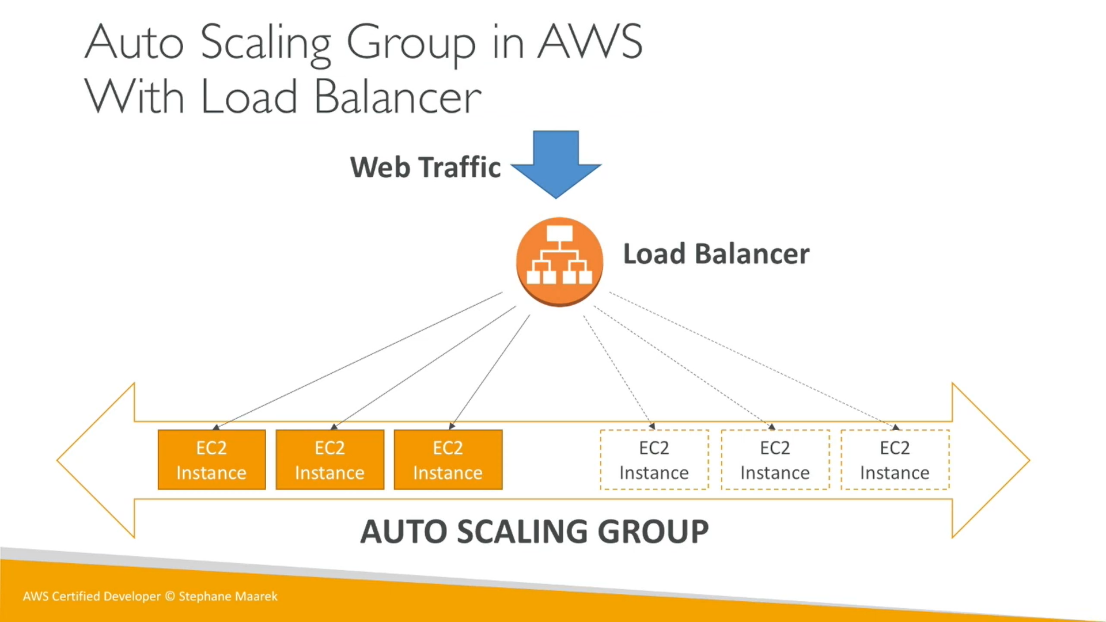 Auto Scaling Group in AWS
With Load Balancer
Web Traffic
Load Balancer
EC2
Instance
EC2
Instance
EC2
Instance
EC2
Instance
EC2
Instance
EC2
Instance
AUTO SCALING GROUP
AWS Certified Developer © Stephane Maarek